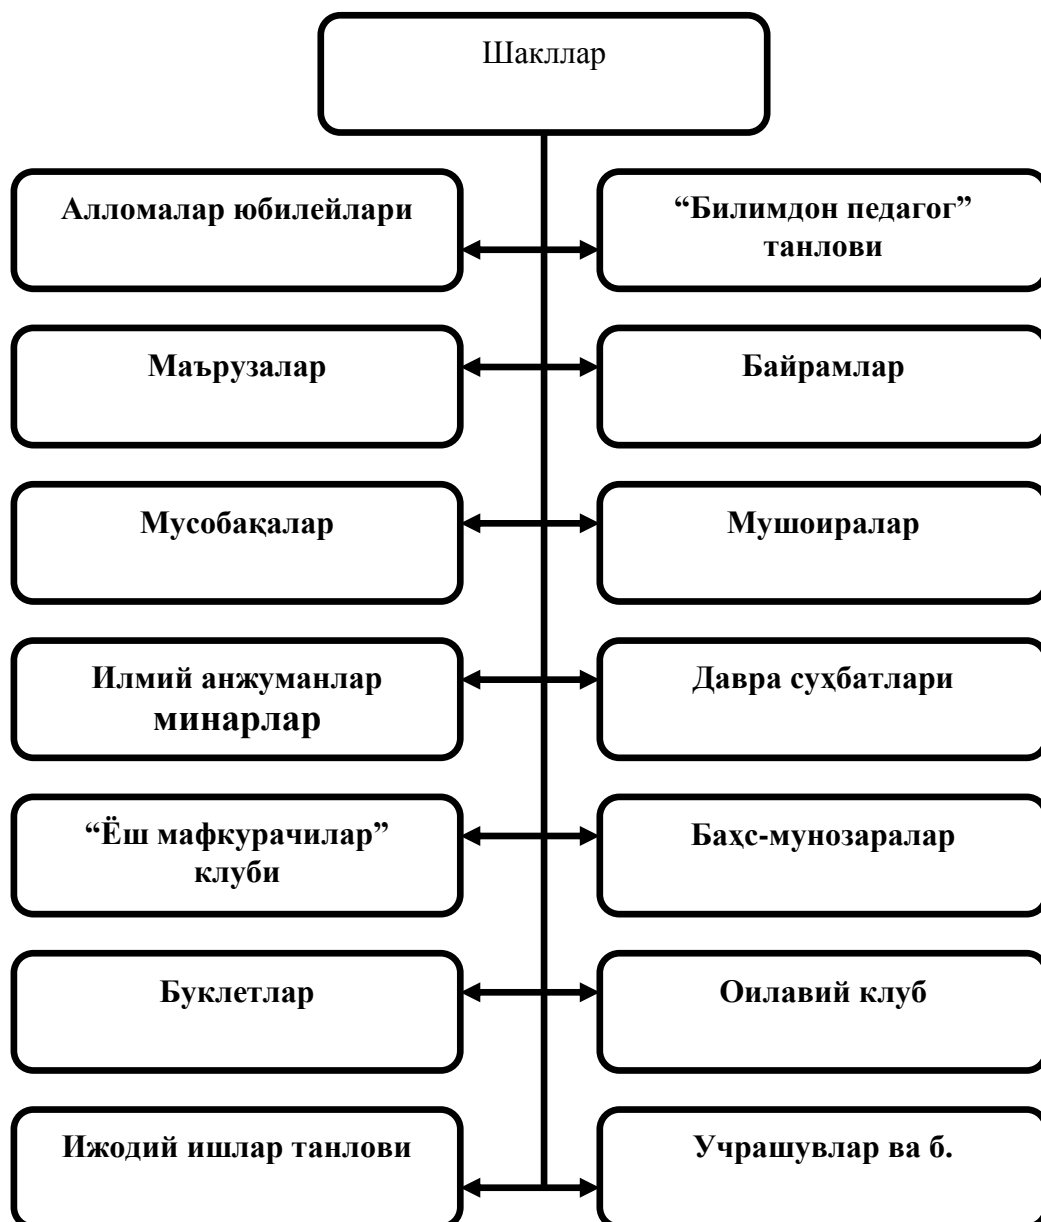 Шакллар
Алломалар юбилейлари
“Билимдон педагог”
танлови
Маърузалар
Байрамлар
Мусобақалар
Мушоиралар
Илмий анжуманлар
минарлар
Давра суҳбатлари
“Ёш мафкурачилар”
клуби
Баҳс-мунозаралар
Буклетлар
Оилавий клуб
Ижодий ишлар танлови
Учрашувлар ва б.